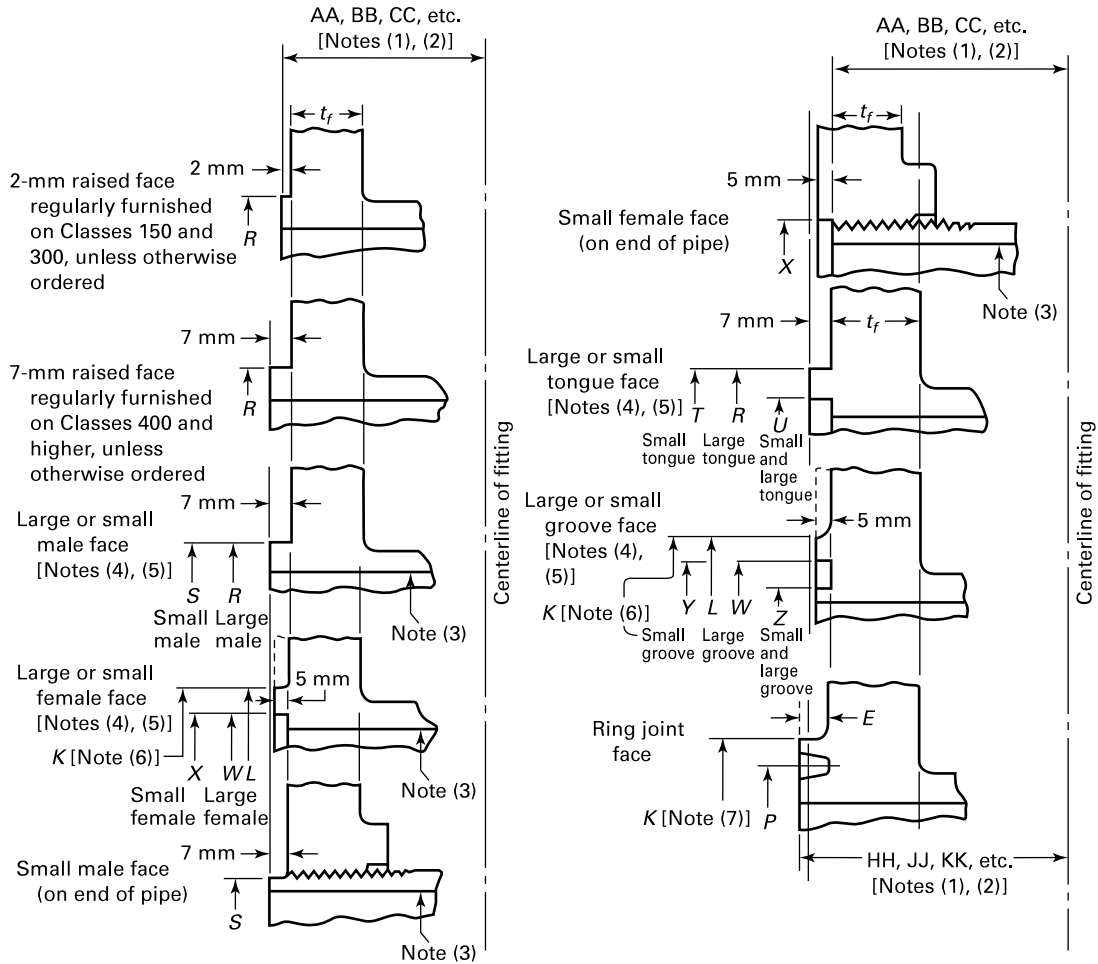 AA, BB, CC, etc.
[Notes (1), (2)]
t_f
2 mm
2-mm raised face
regularly furnished
on Classes 150 and
300, unless otherwise
ordered
R
7 mm
7-mm raised face
regularly furnished
on Classes 400 and
higher, unless
otherwise ordered
R
7 mm
Large or small
male face
[Notes (4), (5)]
S R
Small Large
male male
Note (3)
Large or small
female face
[Notes (4), (5)]
5 mm
K [Note (6)]
X W L
Small Large
female female
Note (3)
7 mm
Small male face
(on end of pipe)
S
Note (3)
Centerline of fitting
AA, BB, CC, etc.
[Notes (1), (2)]
t_f
5 mm
Small female face
(on end of pipe)
X
Note (3)
7 mm
t_f
Large or small
tongue face
[Notes (4), (5)]
T R U
Small Large Small
tongue tongue and
large
tongue
Large or small
groove face
[Notes (4),
(5)]
5 mm
K [Note (6)]
Y L W Z
Small Large Small
groove groove and
large
groove
Ring joint
face
E
K [Note (7)]
P
HH, JJ, KK, etc.
[Notes (1), (2)]
Centerline of fitting